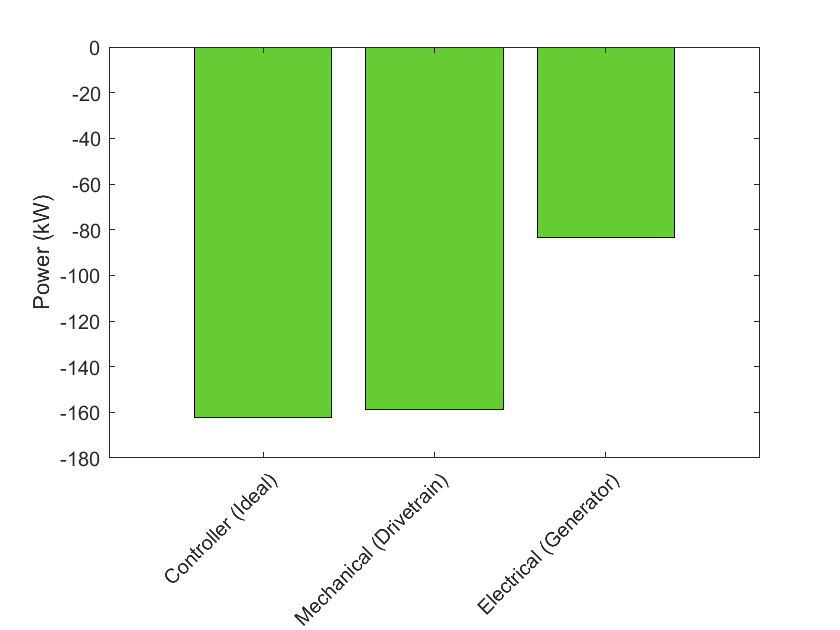 0
-20
-40
-60
-80
-100
-120
-140
-160
-180
Power (kW)
Controller (Ideal)
Mechanical (Drivetrain)
Electrical (Generator)